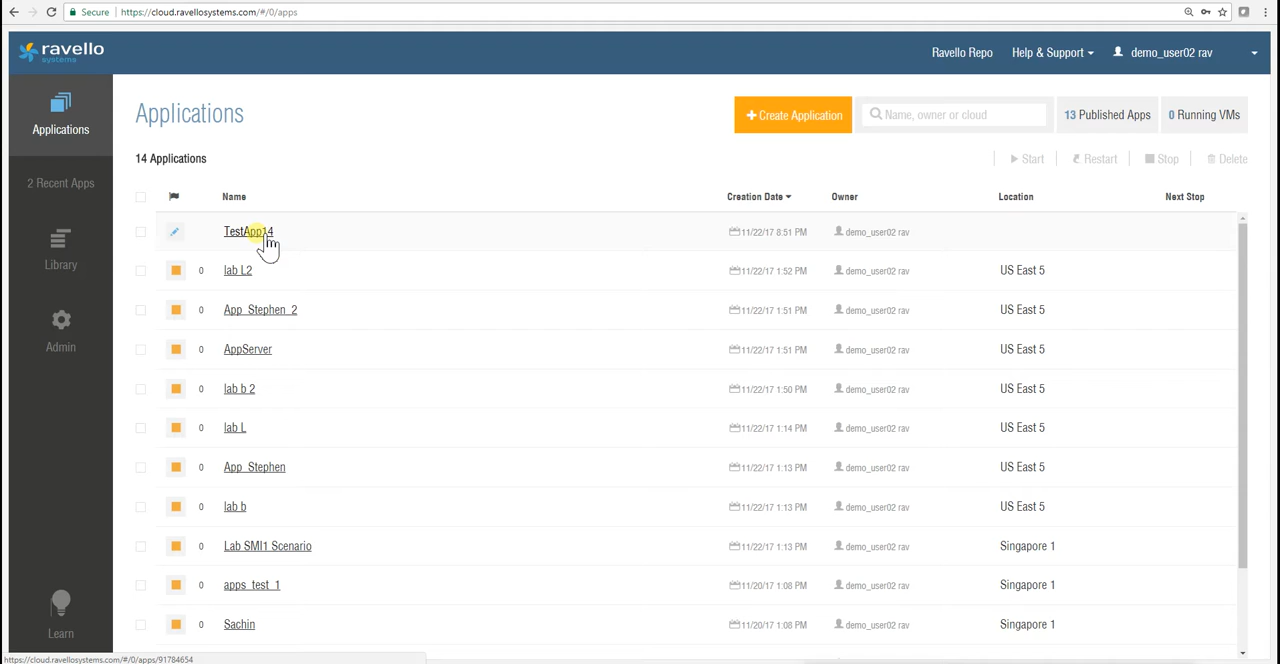 Secure https://cloud.ravellosystems.com/#/0/apps
ravello
systems
Ravello Repo Help & Support demo_user02 rav
Applications
2 Recent Apps
Library
Admin
Learn
Applications
+ Create Application
Name, owner or cloud
13 Published Apps
0 Running VMs
14 Applications
Start Restart Stop Delete
Name Creation Date Owner Location Next Stop
TestApp14 11/22/17 8:51 PM demo_user02 rav
0 lab L2 11/22/17 1:52 PM demo_user02 rav US East 5
0 App_Stephen_2 11/22/17 1:51 PM demo_user02 rav US East 5
0 AppServer 11/22/17 1:51 PM demo_user02 rav US East 5
0 lab b 2 11/22/17 1:50 PM demo_user02 rav US East 5
0 lab L 11/22/17 1:14 PM demo_user02 rav US East 5
0 App_Stephen 11/22/17 1:13 PM demo_user02 rav US East 5
0 lab b 11/22/17 1:13 PM demo_user02 rav US East 5
0 Lab SMI1 Scenario 11/22/17 1:13 PM demo_user02 rav Singapore 1
0 apps_test_1 11/20/17 1:08 PM demo_user02 rav Singapore 1
0 Sachin 11/20/17 1:08 PM demo_user02 rav Singapore 1
https://cloud.ravellosystems.com/#/0/apps/91784654